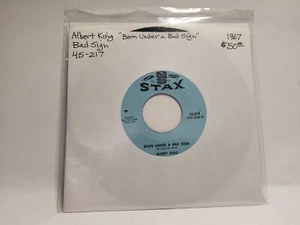 Albert King "Born Under a Bad Sign"
Bad Sign
45-217
1967
$50.00
STAX
45-217
BORN UNDER A BAD SIGN
ALBERT KING